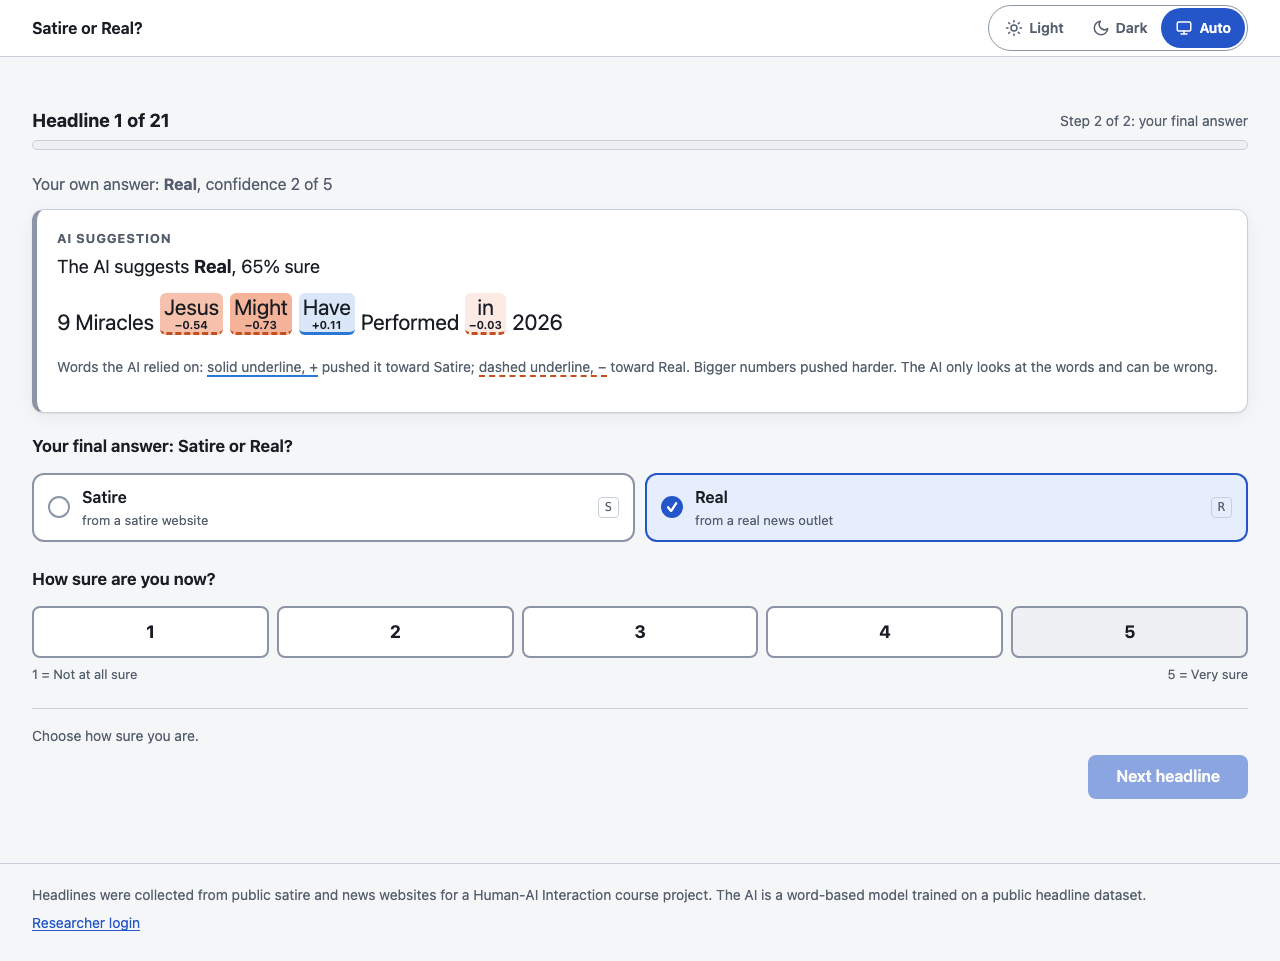 Satire or Real?
Light Dark Auto
Headline 1 of 21
Step 2 of 2: your final answer
Your own answer: Real, confidence 2 of 5
AI SUGGESTION
The AI suggests Real, 65% sure
9 Miracles Jesus Might Have Performed in 2026
−0.54 −0.73 +0.11 −0.03
Words the AI relied on: solid underline, + pushed it toward Satire; dashed underline, − toward Real. Bigger numbers pushed harder. The AI only looks at the words and can be wrong.
Your final answer: Satire or Real?
Satire
from a satire website
S
Real
from a real news outlet
R
How sure are you now?
1 2 3 4 5
1 = Not at all sure
5 = Very sure
Choose how sure you are.
Next headline
Headlines were collected from public satire and news websites for a Human-AI Interaction course project. The AI is a word-based model trained on a public headline dataset.
Researcher login